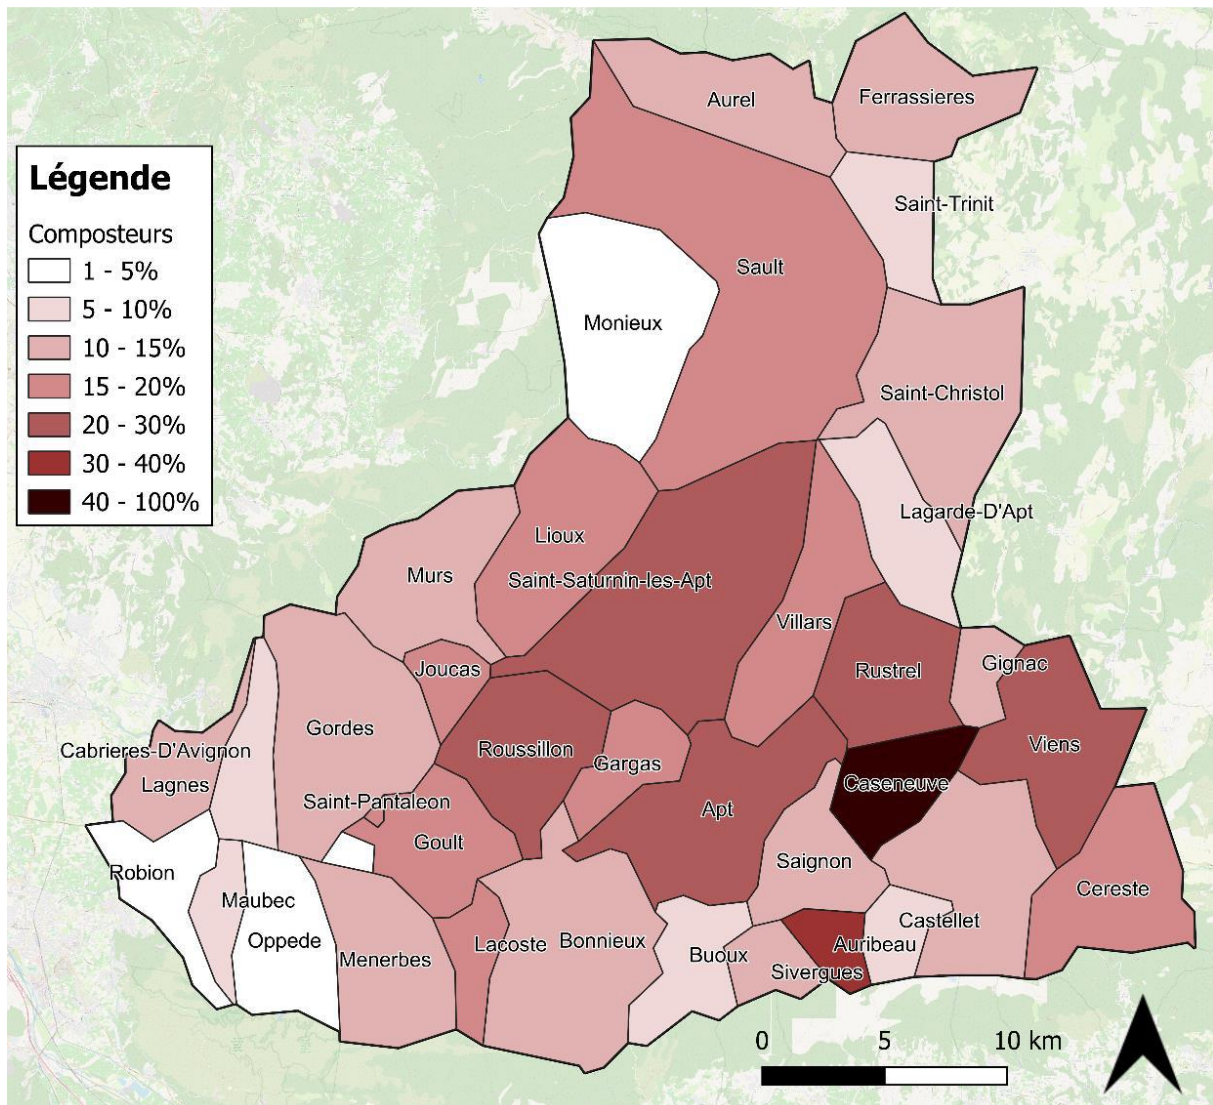 Légende
Composteurs
1 - 5%
5 - 10%
10 - 15%
15 - 20%
20 - 30%
30 - 40%
40 - 100%
Aurel
Ferrassieres
Saint-Trinit
Sault
Monieux
Saint-Christol
Lagarde-D'Apt
Lioux
Murs
Saint-Saturnin-les-Apt
Villars
Joucas
Rustrel
Gignac
Gordes
Roussillon
Viens
Cabrieres-D'Avignon
Gargas
Lagnes
Caseneuve
Saint-Pantaleon
Apt
Goult
Saignon
Robion
Cereste
Maubec
Castellet
Oppede
Lacoste
Bonnieux
Auribeau
Menerbes
Buoux
Sivergues
0 5 10 km